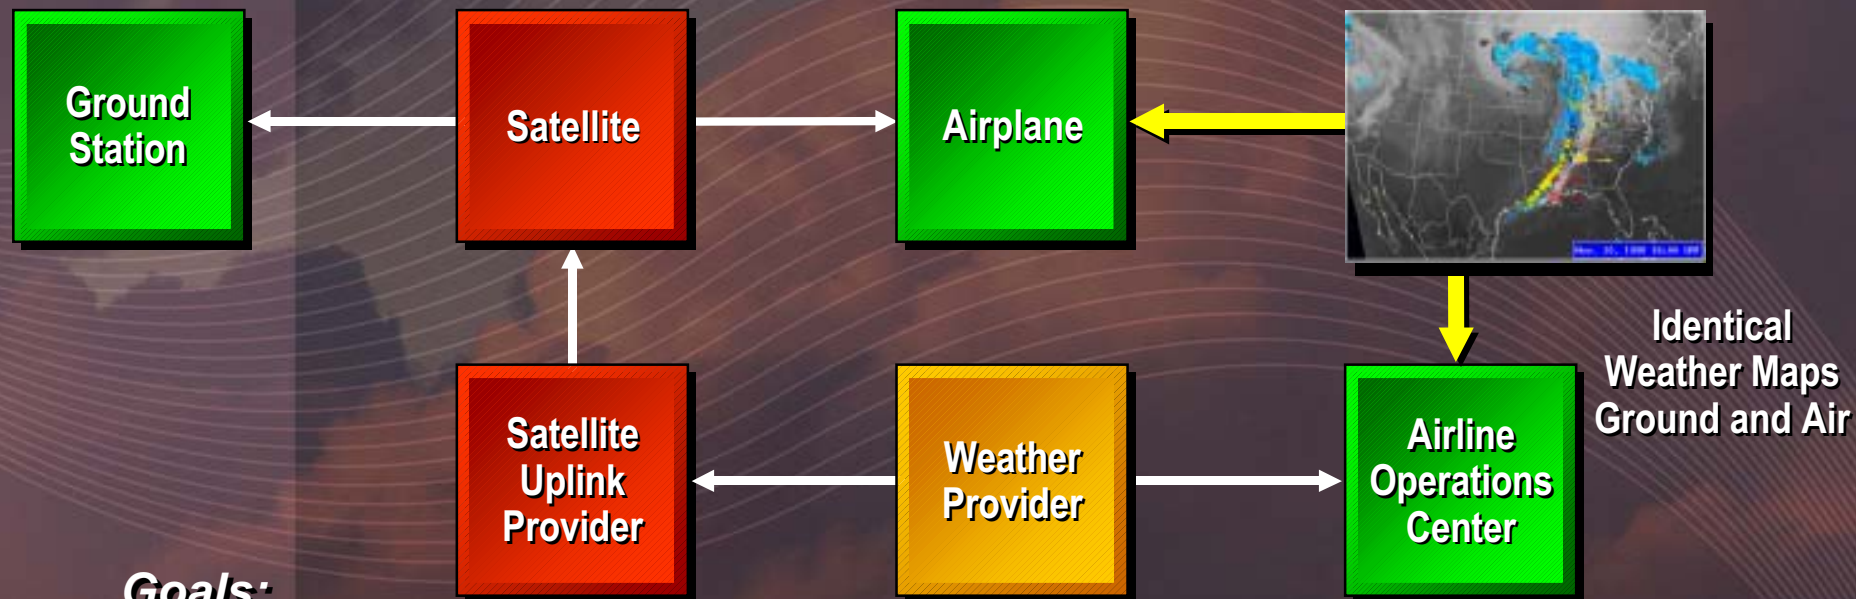 Ground
Station
Satellite
Airplane
Identical
Weather Maps
Ground and Air
Satellite
Uplink
Provider
Weather
Provider
Airline
Operations
Center
Goals: